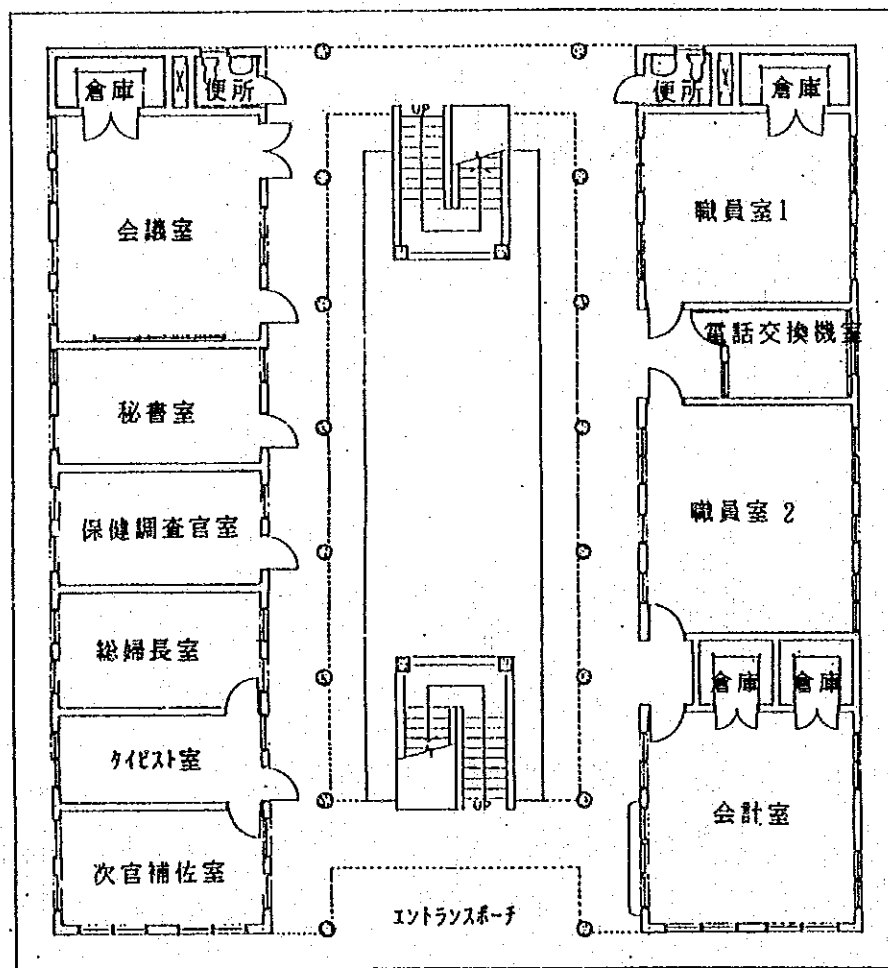 倉庫
便所
便所
倉庫
UP
会議室
職員室1
電話交換機室
秘書室
職員室 2
保健調査官室
総婦長室
倉庫
倉庫
タイピスト室
UP
会計室
次官補佐室
エントランスポーチ